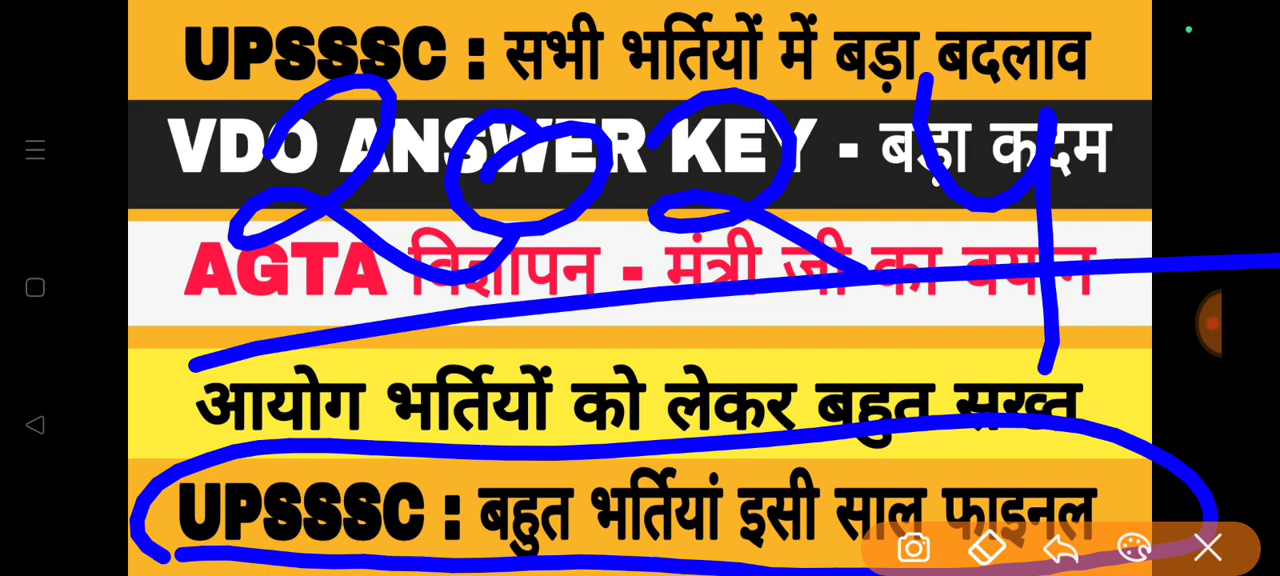 UPSSSC : सभी भर्तियों में बड़ा बदलाव
VDO ANSWER KEY - बड़ा कदम
2024
AGTA विज्ञापन - मंत्री जी का बयान
आयोग भर्तियों को लेकर बहुत सख्त
UPSSSC : बहुत भर्तियां इसी साल फाइनल